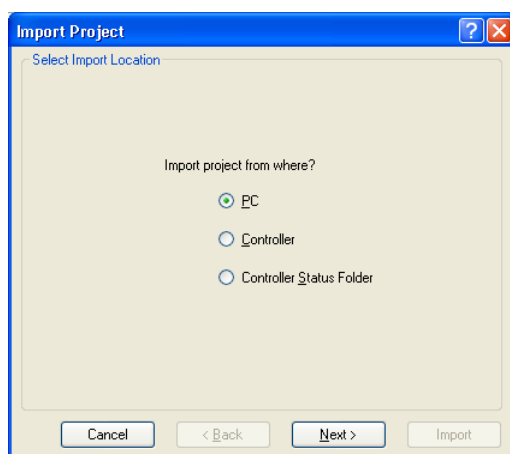 Import Project
Select Import Location
Import project from where?
PC
Controller
Controller Status Folder
Cancel < Back Next > Import